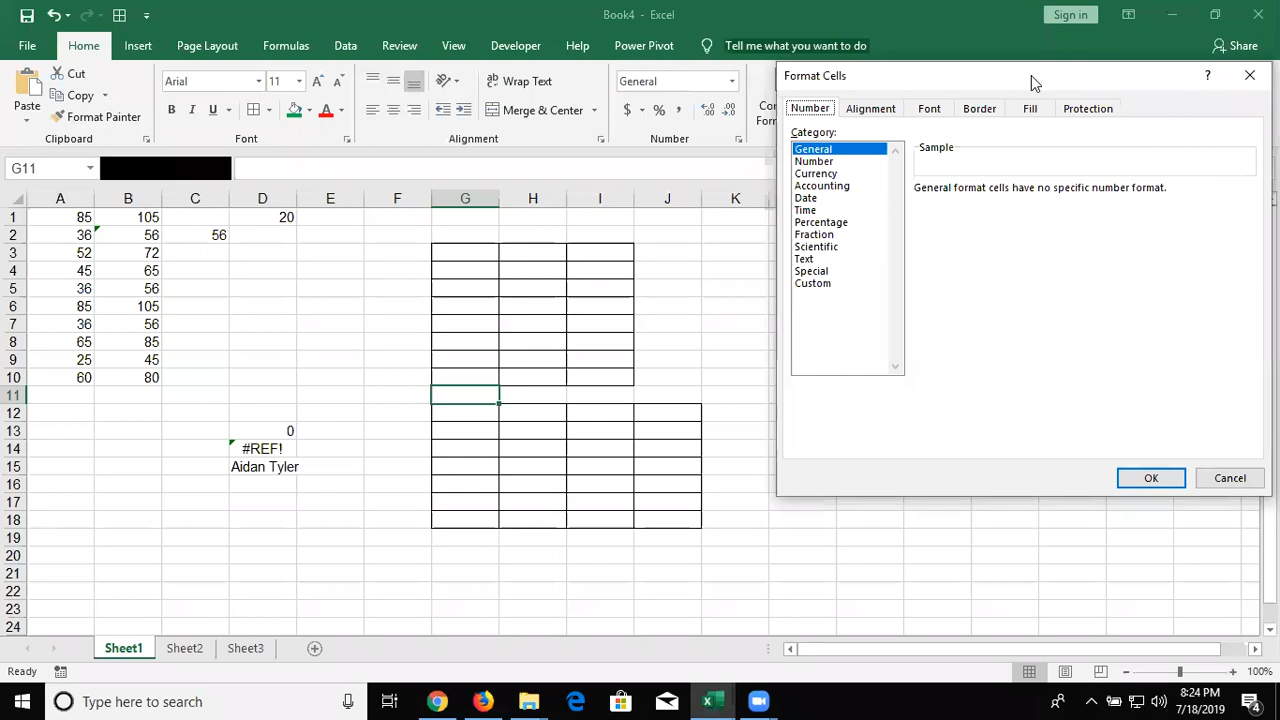 Book4 - Excel
Sign in
File Home Insert Page Layout Formulas Data Review View Developer Help Power Pivot Tell me what you want to do Share
Paste
Cut
Copy
Format Painter
Clipboard
Arial 11 A A
B I U A
Font
Wrap Text
Merge & Center
Alignment
General
$ % ,
Number
G11
Format Cells ? 
Number Alignment Font Border Fill Protection
Category:
General
Number
Currency
Accounting
Date
Time
Percentage
Fraction
Scientific
Text
Special
Custom
Sample
General format cells have no specific number format.
OK Cancel
A B C D E F G H I J K
1 85 105 20
2 36 56 56
3 52 72
4 45 65
5 36 56
6 85 105
7 36 56
8 65 85
9 25 45
10 60 80
11
12
13 0
14 #REF!
15 Aidan Tyler
16
17
18
19
20
21
22
23
24
Sheet1 Sheet2 Sheet3
Ready 100%
Type here to search
8:24 PM
7/18/2019
4